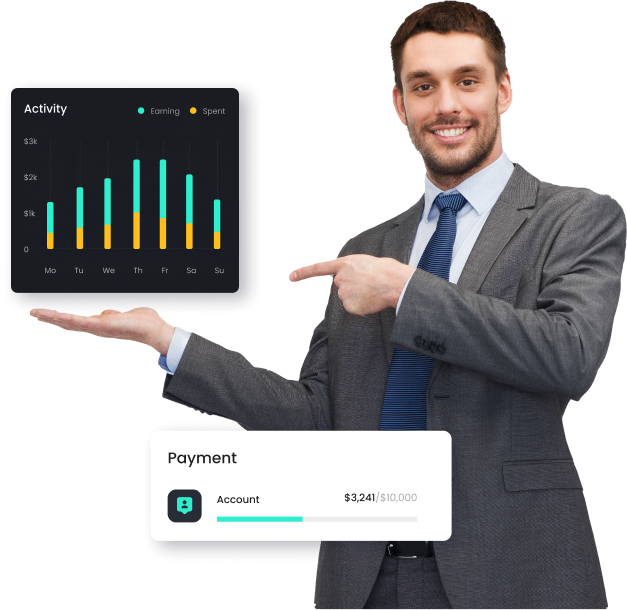 Activity
Earning Spent
$3k
$2k
$1k
0
Mo Tu We Th Fr Sa Su
Payment
Account $3,241/$10,000